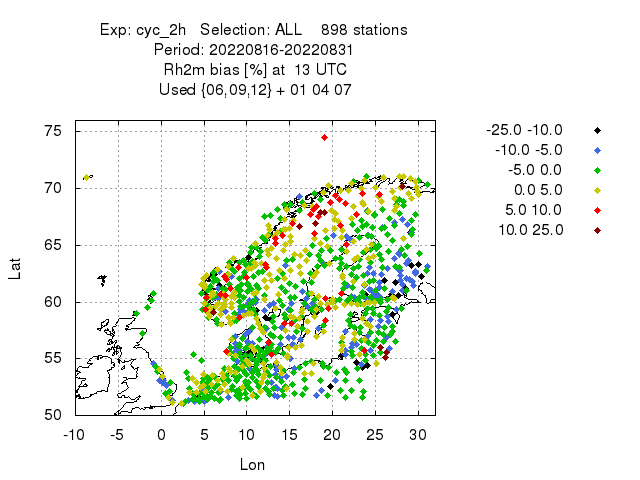 Exp: cyc_2h   Selection: ALL    898 stations
Period: 20220816-20220831
Rh2m bias [%] at  13 UTC
Used {06,09,12} + 01 04 07
-25.0 -10.0
-10.0 -5.0
-5.0 0.0
0.0 5.0
5.0 10.0
10.0 25.0
75
70
65
60
55
50
Lat
-10 -5 0 5 10 15 20 25 30
Lon